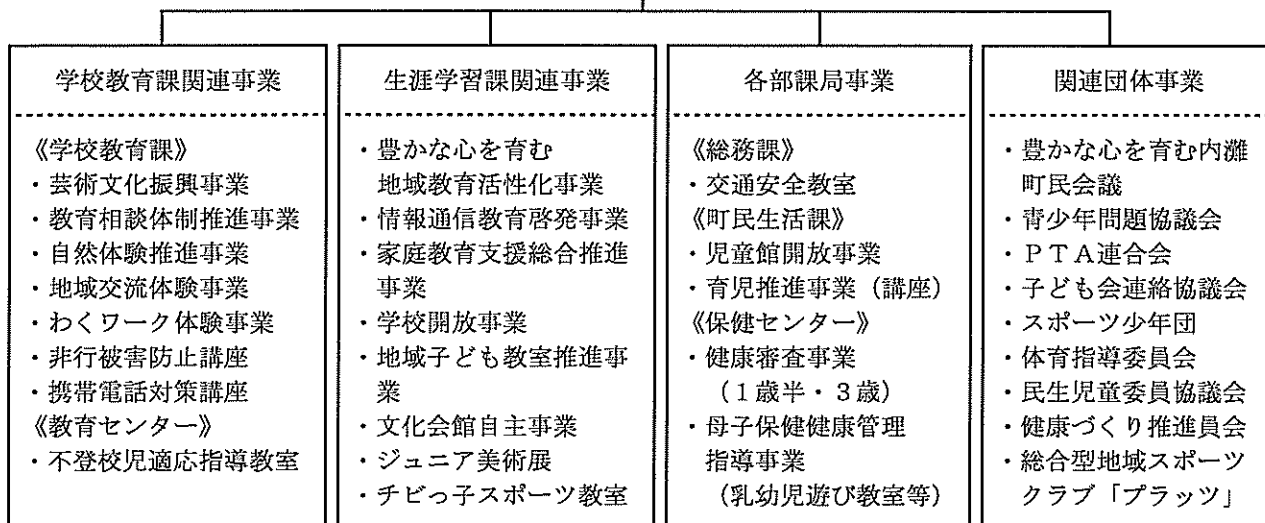 学校教育課関連事業
《学校教育課》
・芸術文化振興事業
・教育相談体制推進事業
・自然体験推進事業
・地域交流体験事業
・わくワーク体験事業
・非行被害防止講座
・携帯電話対策講座
《教育センター》
・不登校児適応指導教室
生涯学習課関連事業
・豊かな心を育む
地域教育活性化事業
・情報通信教育啓発事業
・家庭教育支援総合推進
事業
・学校開放事業
・地域子ども教室推進事
業
・文化会館自主事業
・ジュニア美術展
・チビっ子スポーツ教室
各部課局事業
《総務課》
・交通安全教室
《町民生活課》
・児童館開放事業
・育児推進事業（講座）
《保健センター》
・健康審査事業
（１歳半・３歳）
・母子保健健康管理
指導事業
（乳幼児遊び教室等）
関連団体事業
・豊かな心を育む内灘
町民会議
・青少年問題協議会
・ＰＴＡ連合会
・子ども会連絡協議会
・スポーツ少年団
・体育指導委員会
・民生児童委員協議会
・健康づくり推進員会
・総合型地域スポーツ
クラブ「プラッツ」